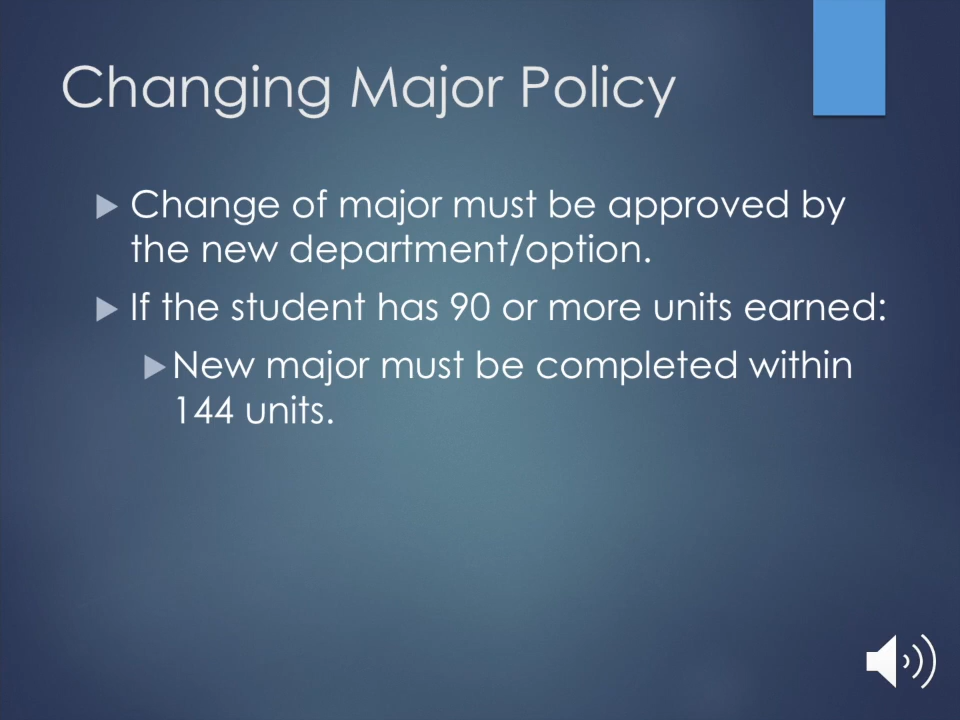 Changing Major Policy
Change of major must be approved by
the new department/option.
If the student has 90 or more units earned:
New major must be completed within
144 units.